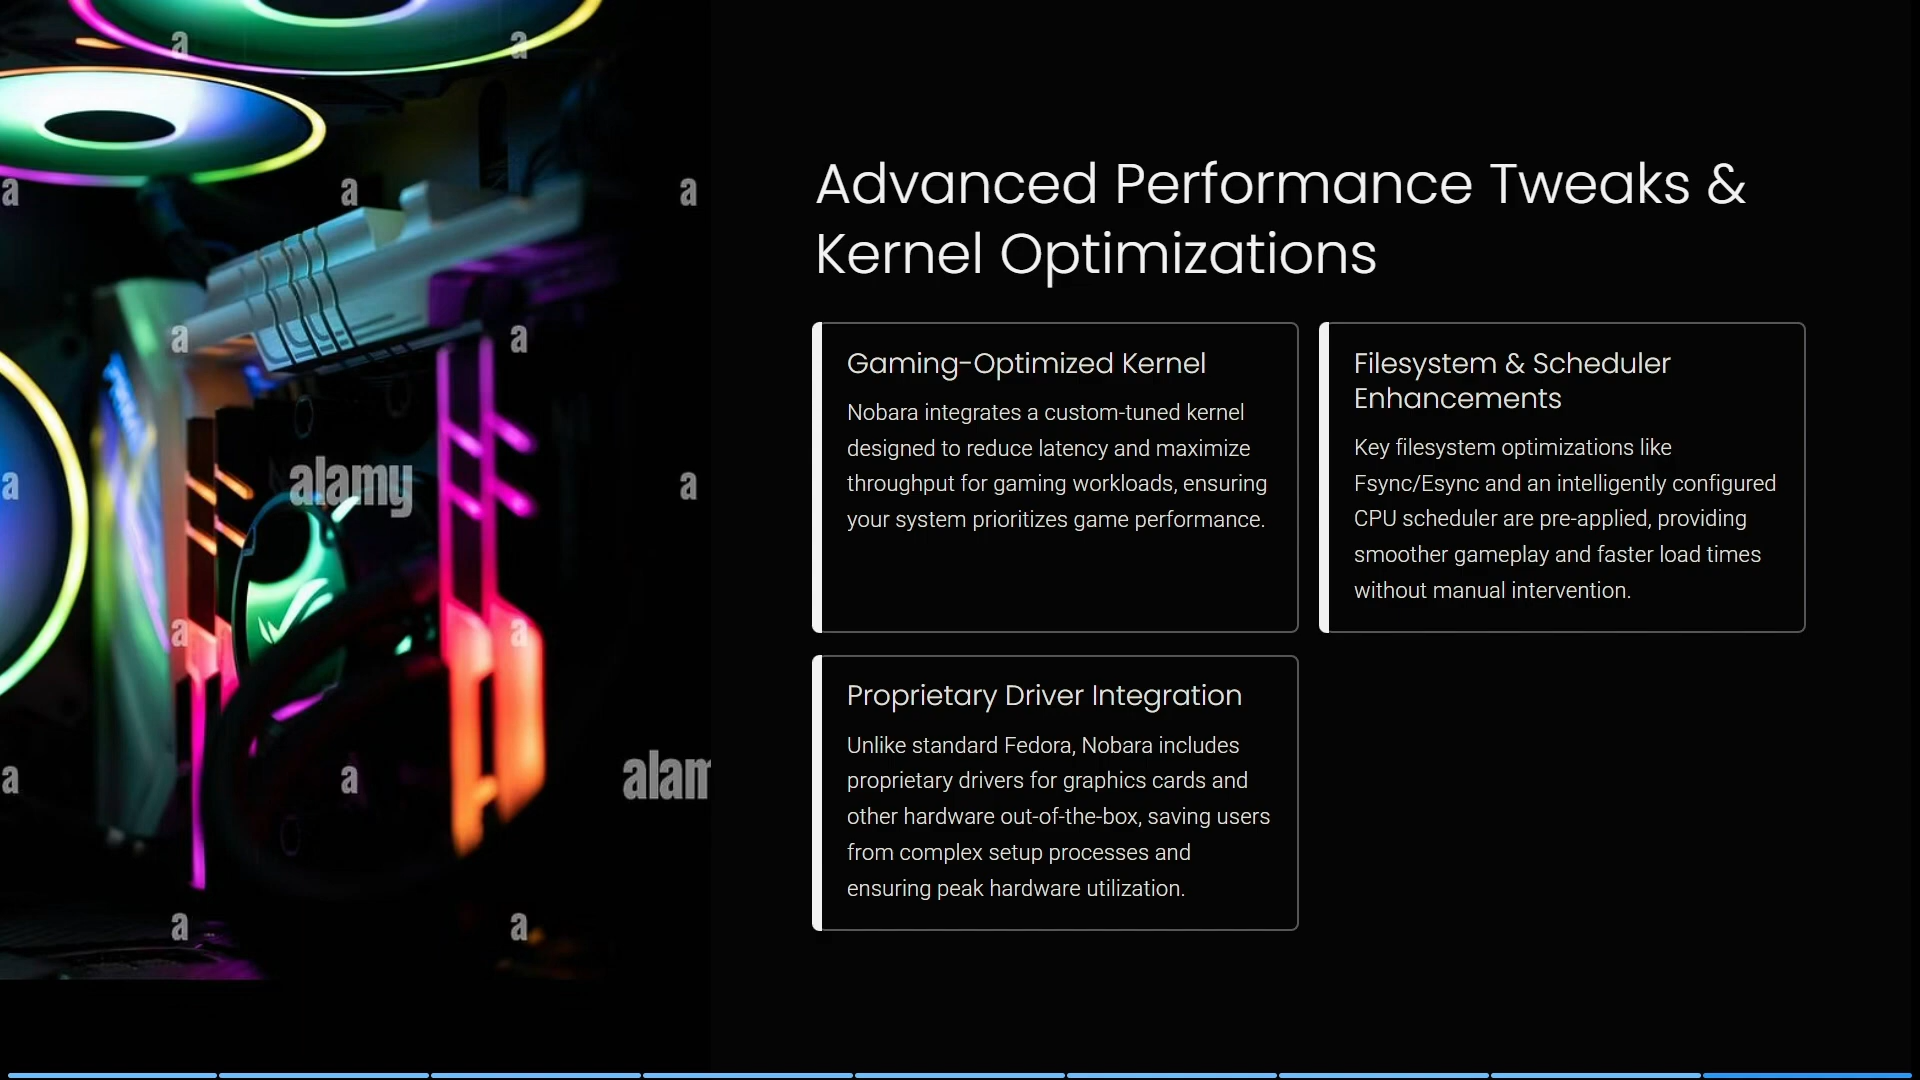 Advanced Performance Tweaks &
Kernel Optimizations
Gaming-Optimized Kernel
Nobara integrates a custom-tuned kernel
designed to reduce latency and maximize
throughput for gaming workloads, ensuring
your system prioritizes game performance.
Filesystem & Scheduler
Enhancements
Key filesystem optimizations like
Fsync/Esync and an intelligently configured
CPU scheduler are pre-applied, providing
smoother gameplay and faster load times
without manual intervention.
Proprietary Driver Integration
Unlike standard Fedora, Nobara includes
proprietary drivers for graphics cards and
other hardware out-of-the-box, saving users
from complex setup processes and
ensuring peak hardware utilization.
a a
a a a
a a
a alamy a
a a
a a alam
a a